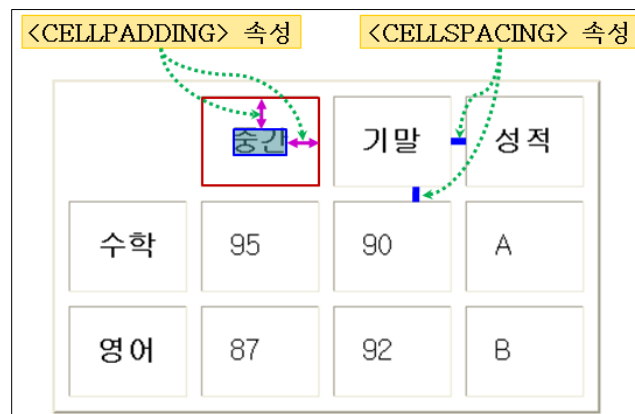 <CELLPADDING> 속성 <CELLSPACING> 속성
중간 기말 성적
수학 95 90 A
영어 87 92 B